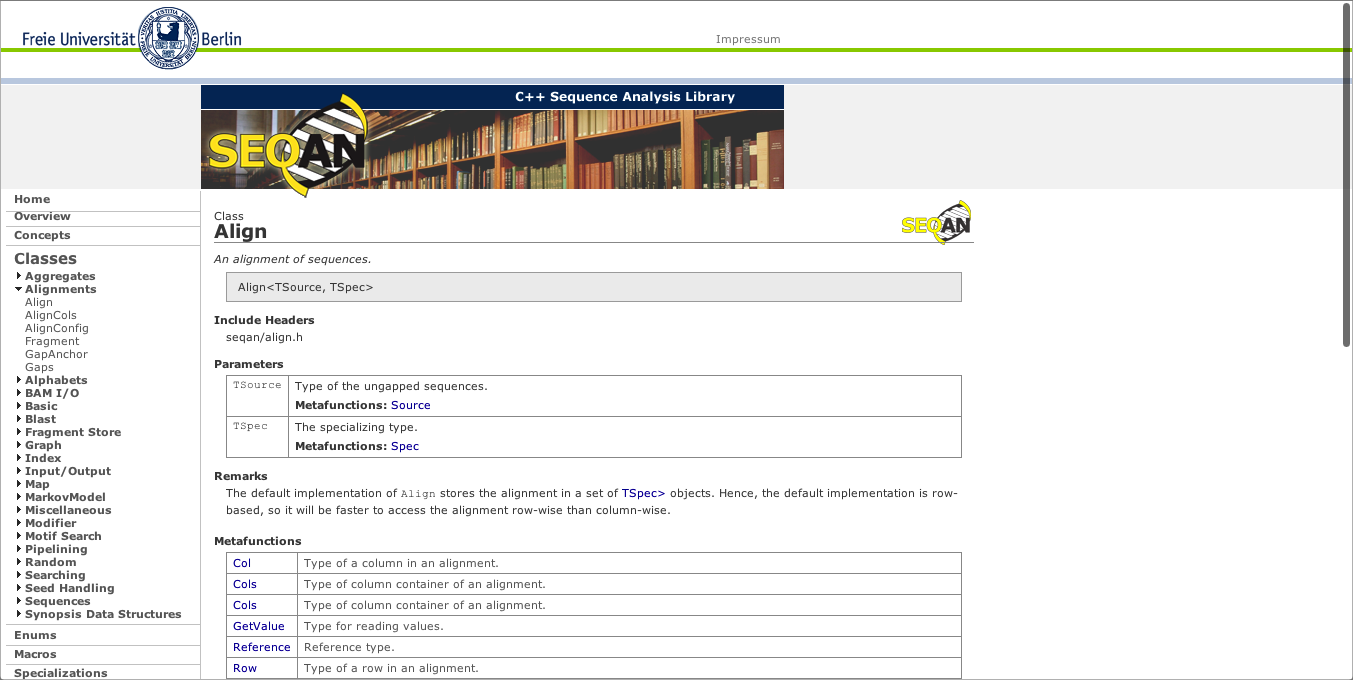 Freie Universität Berlin
Impressum
C++ Sequence Analysis Library
SEQAN
Home
Overview
Concepts
Classes
Aggregates
Alignments
Align
AlignCols
AlignConfig
Fragment
GapAnchor
Gaps
Alphabets
BAM I/O
Basic
Blast
Fragment Store
Graph
Index
Input/Output
Map
MarkovModel
Miscellaneous
Modifier
Motif Search
Pipelining
Random
Searching
Seed Handling
Sequences
Synopsis Data Structures
Enums
Macros
Specializations
Class
Align
SEQAN
An alignment of sequences.
Align<TSource, TSpec>
Include Headers
seqan/align.h
Parameters
TSource Type of the ungapped sequences.
Metafunctions: Source
TSpec The specializing type.
Metafunctions: Spec
Remarks
The default implementation of Align stores the alignment in a set of TSpec> objects. Hence, the default implementation is row-
based, so it will be faster to access the alignment row-wise than column-wise.
Metafunctions
Col Type of a column in an alignment.
Cols Type of column container of an alignment.
Cols Type of column container of an alignment.
GetValue Type for reading values.
Reference Reference type.
Row Type of a row in an alignment.